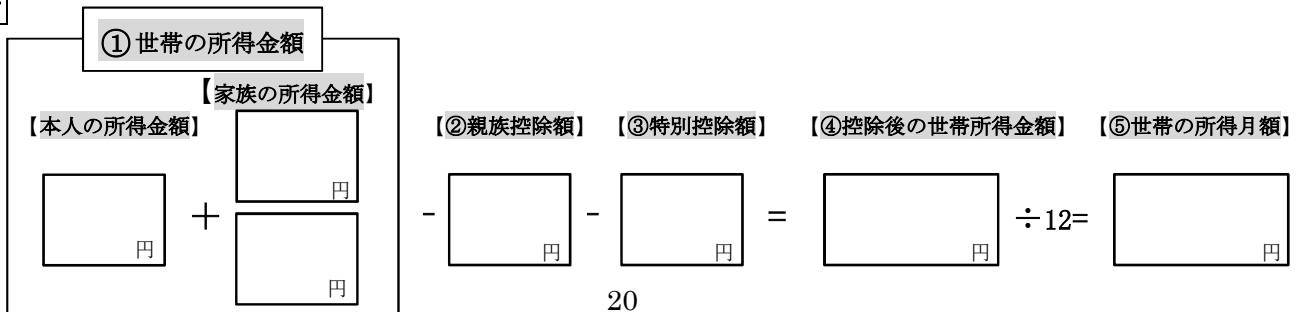 ①世帯の所得金額
【家族の所得金額】
【本人の所得金額】 【②親族控除額】 【③特別控除額】 【④控除後の世帯所得金額】 【⑤世帯の所得月額】
円
円 + 円 - 円 - 円 = 円 ÷12= 円
20